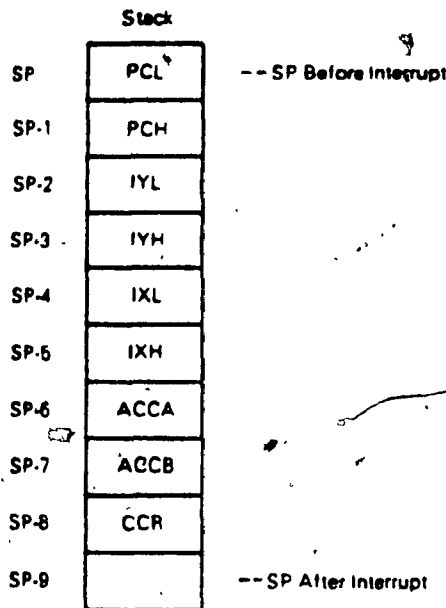 Stack
SP PCL --SP Before Interrupt
SP-1 PCH
SP-2 IYL
SP-3 IYH
SP-4 IXL
SP-5 IXH
SP-6 ACCA
SP-7 ACCB
SP-8 CCR
SP-9 --SP After Interrupt